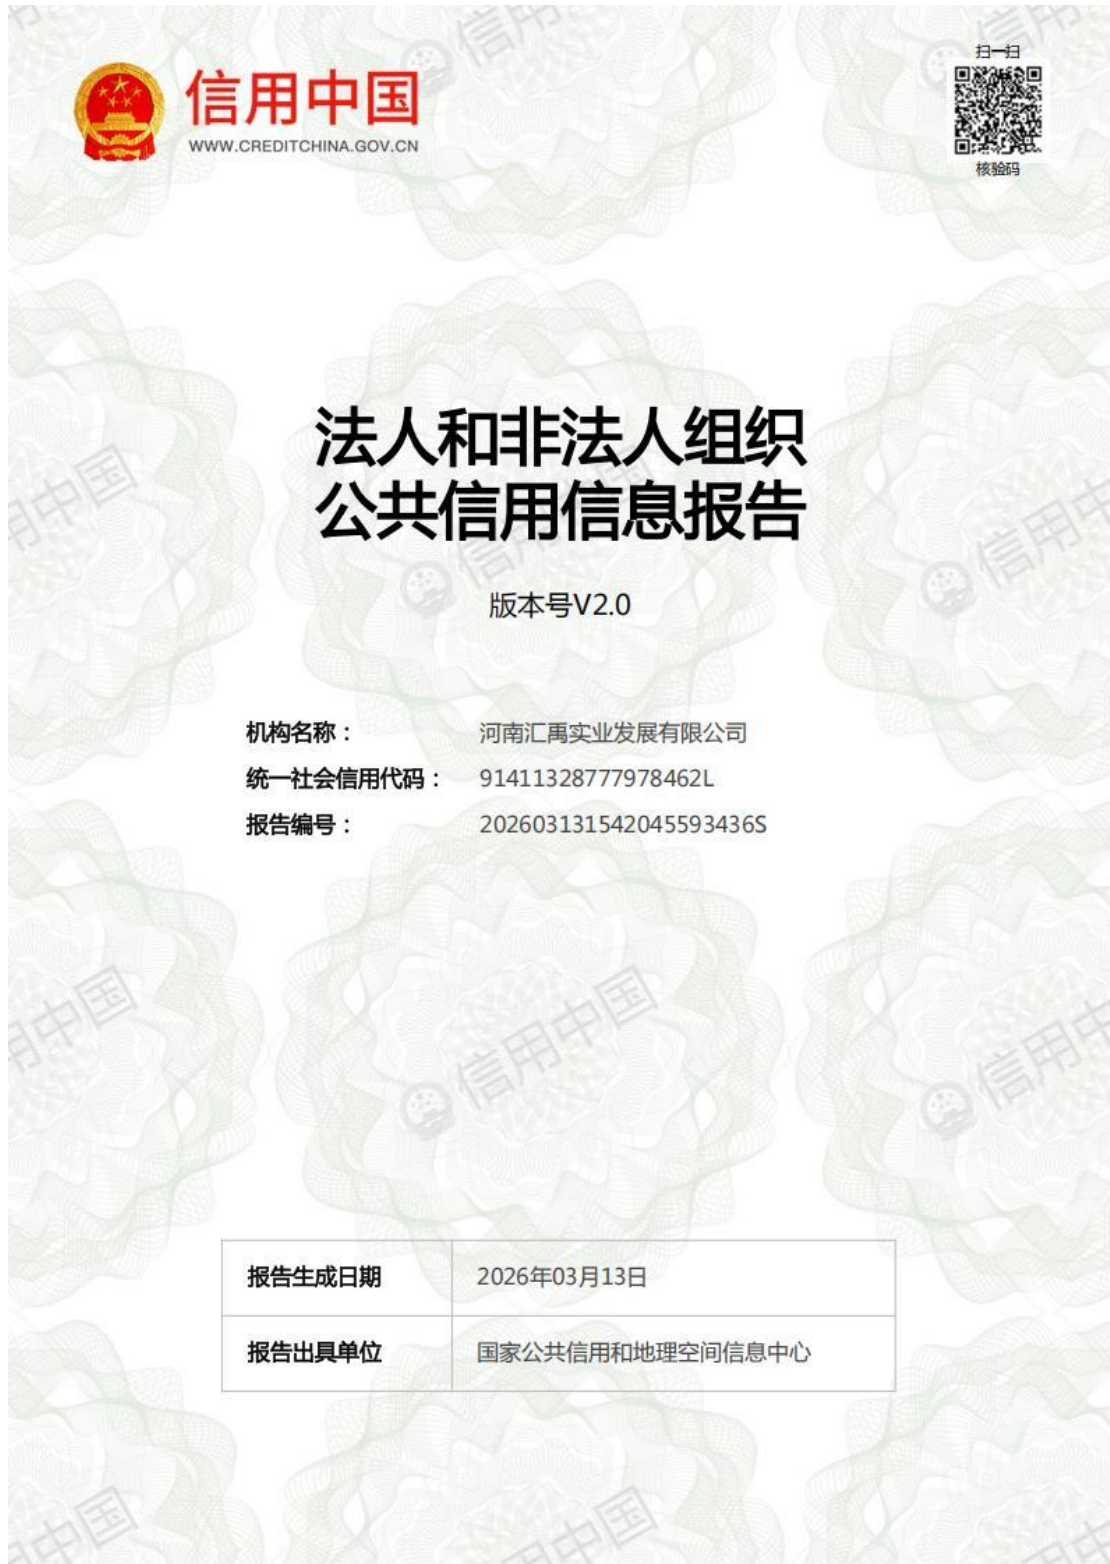 信用中国
WWW.CREDITCHINA.GOV.CN
扫一扫
核验码
法人和非法人组织
公共信用信息报告
版本号V2.0
机构名称：
河南汇禹实业发展有限公司
统一社会信用代码：
91411328777978462L
报告编号：
202603131542045593436S
报告生成日期
2026年03月13日
报告出具单位
国家公共信用和地理空间信息中心